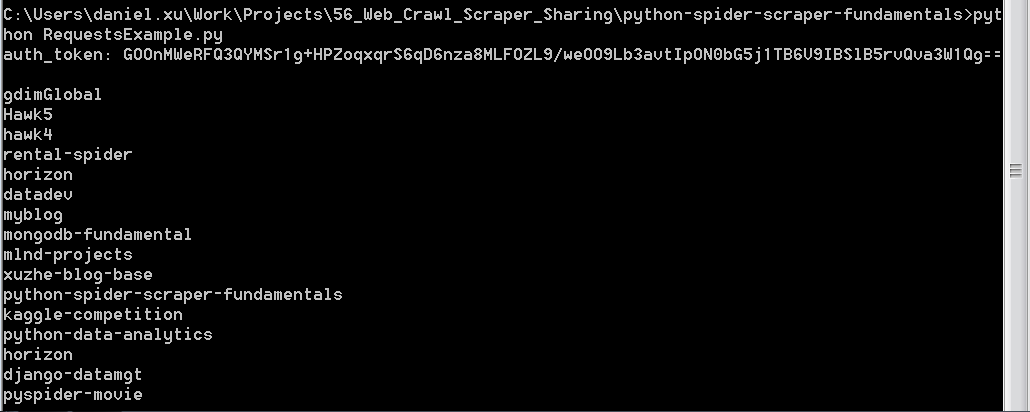 C:\Users\daniel.xu\Work\Projects\56_Web_Crawl_Scraper_Sharing\python-spider-scraper-fundamentals>pyt
hon RequestsExample.py
auth_token: GOOnMWeRFQ3QYMSr1g+HPZoqxqrS6qD6nza8MLFOZL9/weOO9Lb3avtIpON0bG5j1TB6V9IBSlB5rvQva3W1Qg==
gdimGlobal
Hawk5
hawk4
rental-spider
horizon
datadev
myblog
mongodb-fundamental
mlnd-projects
xuzhe-blog-base
python-spider-scraper-fundamentals
kaggle-competition
python-data-analytics
horizon
django-datamgt
pyspider-movie